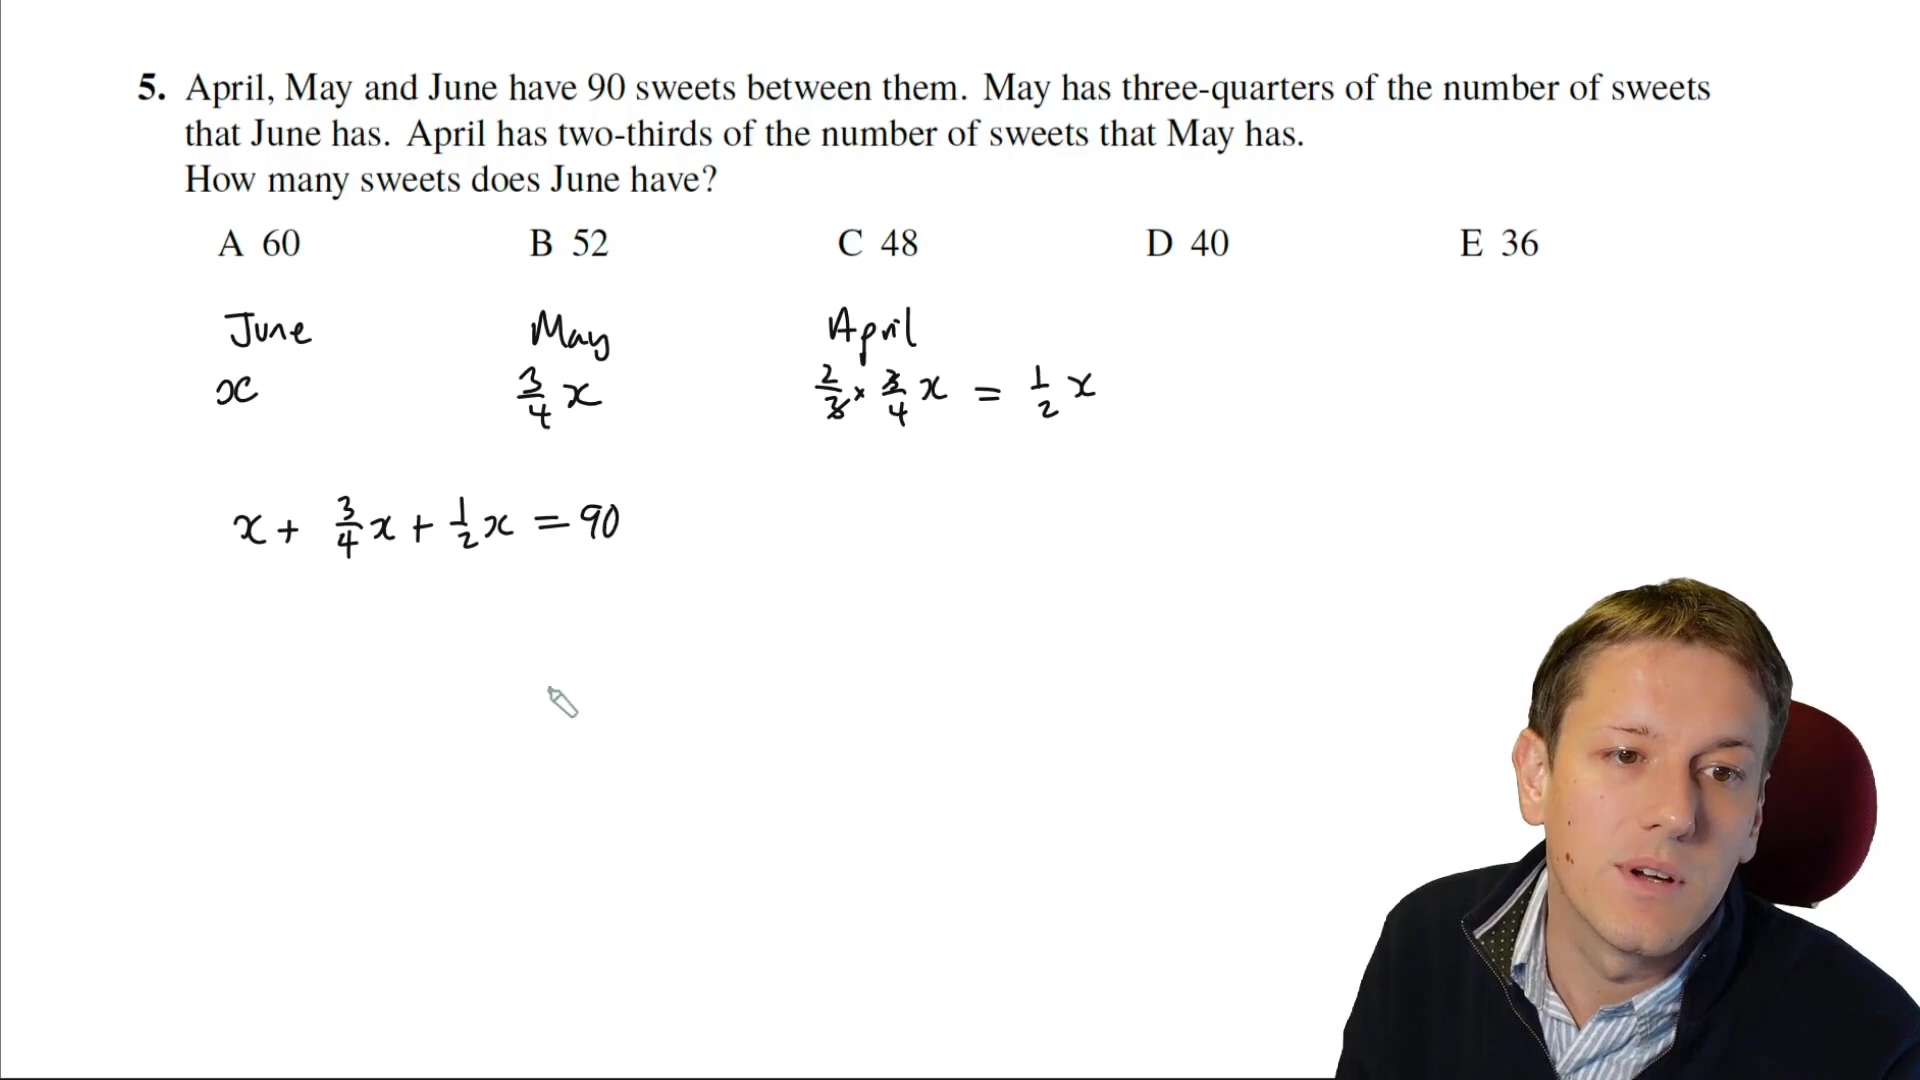 5. April, May and June have 90 sweets between them. May has three-quarters of the number of sweets
that June has. April has two-thirds of the number of sweets that May has.
How many sweets does June have?
A 60 B 52 C 48 D 40 E 36
June May April
x 3/4 x 2/3 × 3/4 x = 1/2 x
x + 3/4 x + 1/2 x = 90